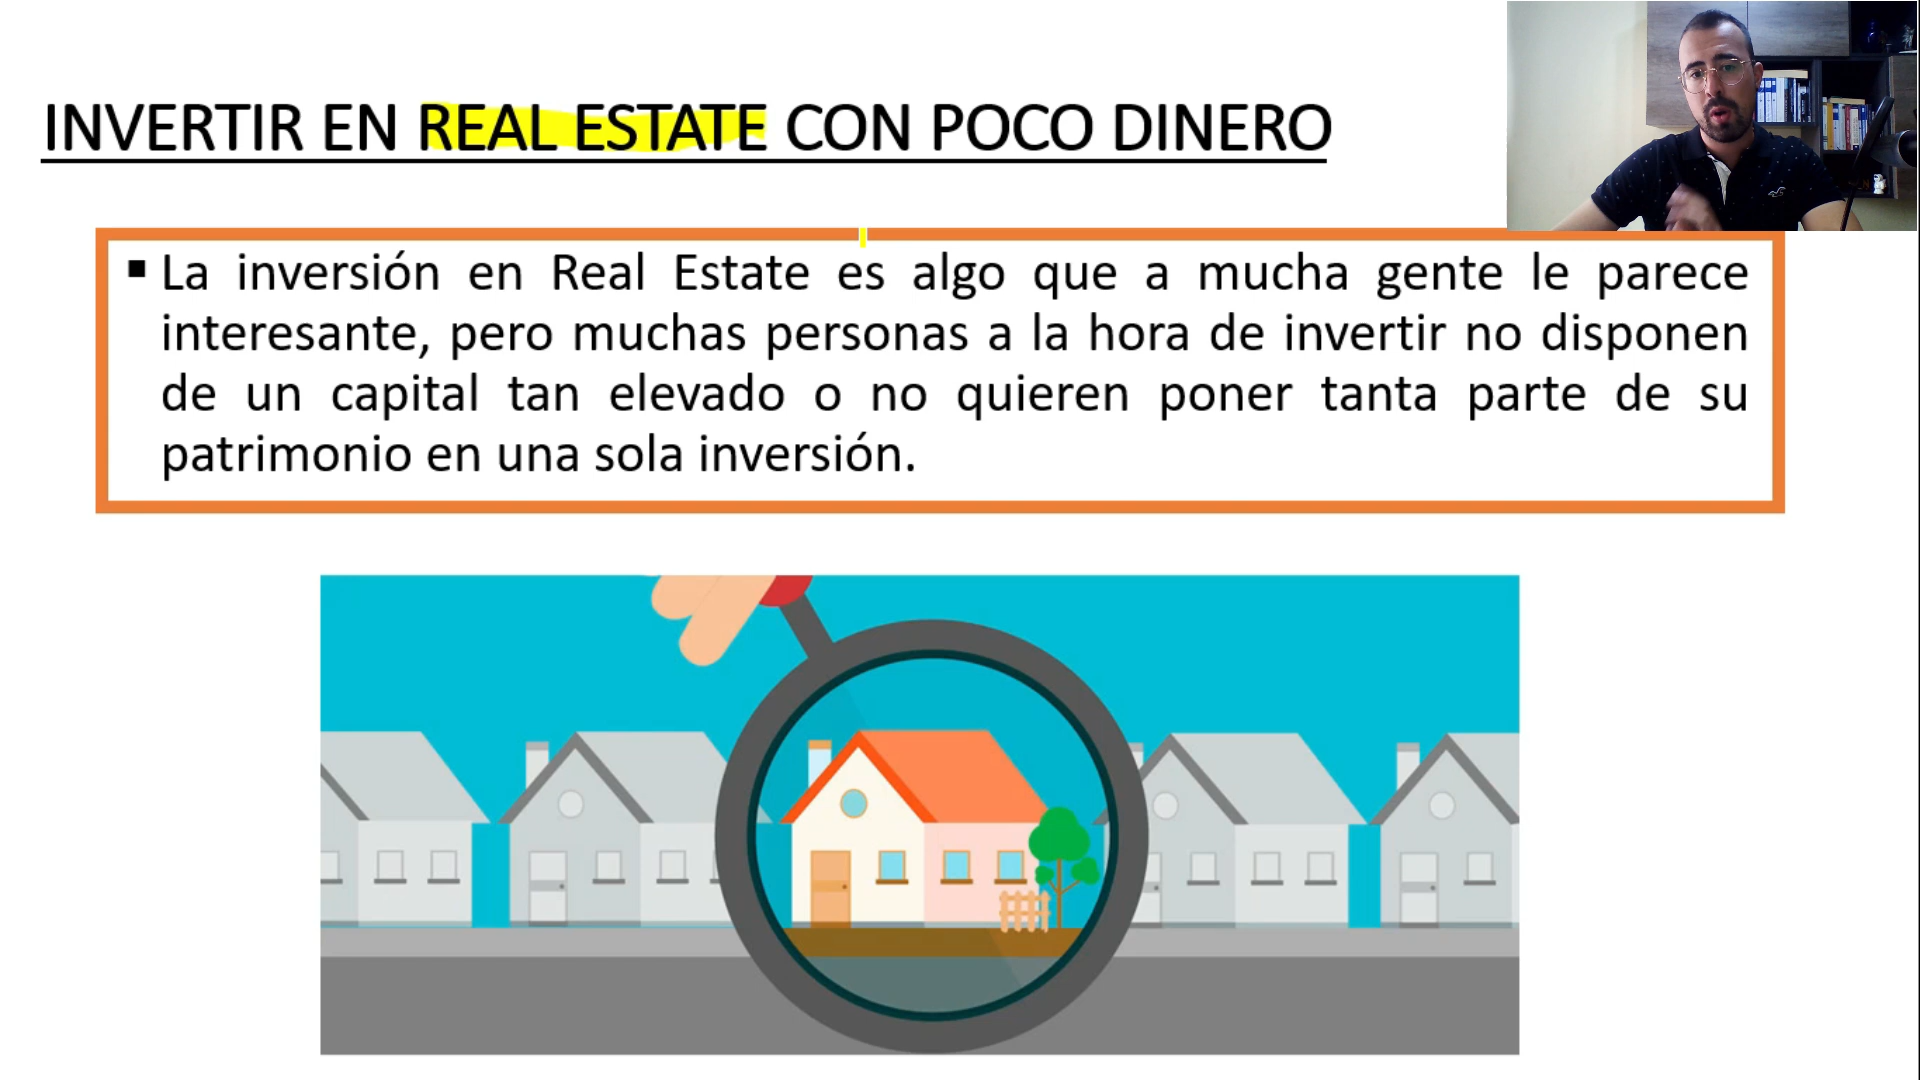 INVERTIR EN REAL ESTATE CON POCO DINERO
▪ La inversión en Real Estate es algo que a mucha gente le parece
interesante, pero muchas personas a la hora de invertir no disponen
de un capital tan elevado o no quieren poner tanta parte de su
patrimonio en una sola inversión.